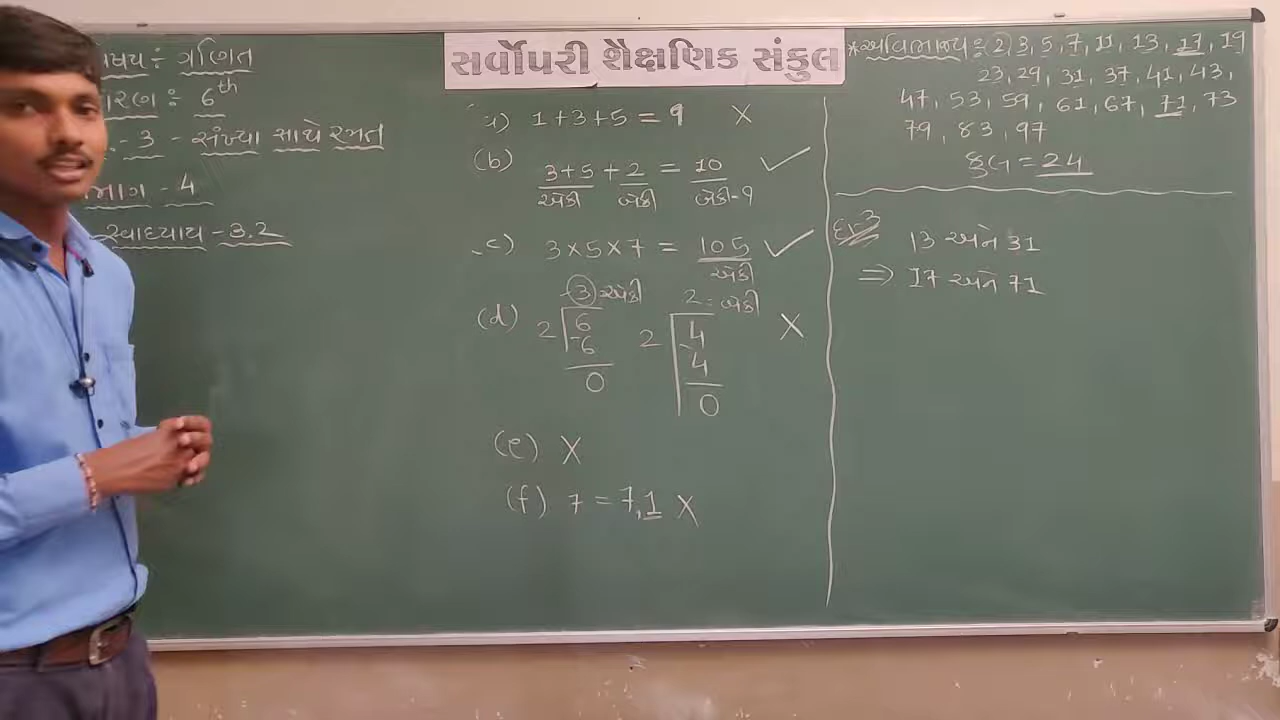 વિષય ÷ ગણિત
ધોરણ ÷ 6th
3 - સંખ્યા સાથે રમત
વિભાગ - 4
સ્વાધ્યાય - 3.2
સર્વોપરી શૈક્ષણિક સંકુલ
1 + 3 + 5 = 9 X
(b) 3 + 5 + 2 = 10 ✓
એકી બેકી બેકી-1
(c) 3 × 5 × 7 = 105 ✓
એકી
3 = એકી 2 = બેકી
(d) 2 6 2 4 X
-6 -4
0 0
(e) X
(f) 7 = 7, 1 X
* અવિભાજ્ય ÷ 2, 3, 5, 7, 11, 13, 17, 19
23, 29, 31, 37, 41, 43,
47, 53, 59, 61, 67, 71, 73
79, 83, 97
કુલ = 24
દા-3 13 અને 31
⇒ 17 અને 71